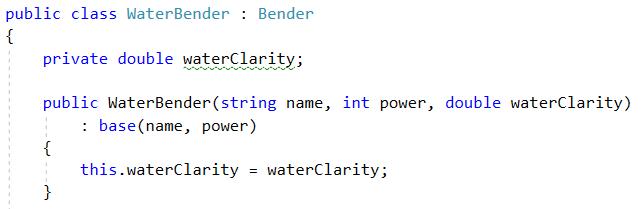 public class WaterBender : Bender
{
    private double waterClarity;
    public WaterBender(string name, int power, double waterClarity)
        : base(name, power)
    {
        this.waterClarity = waterClarity;
    }